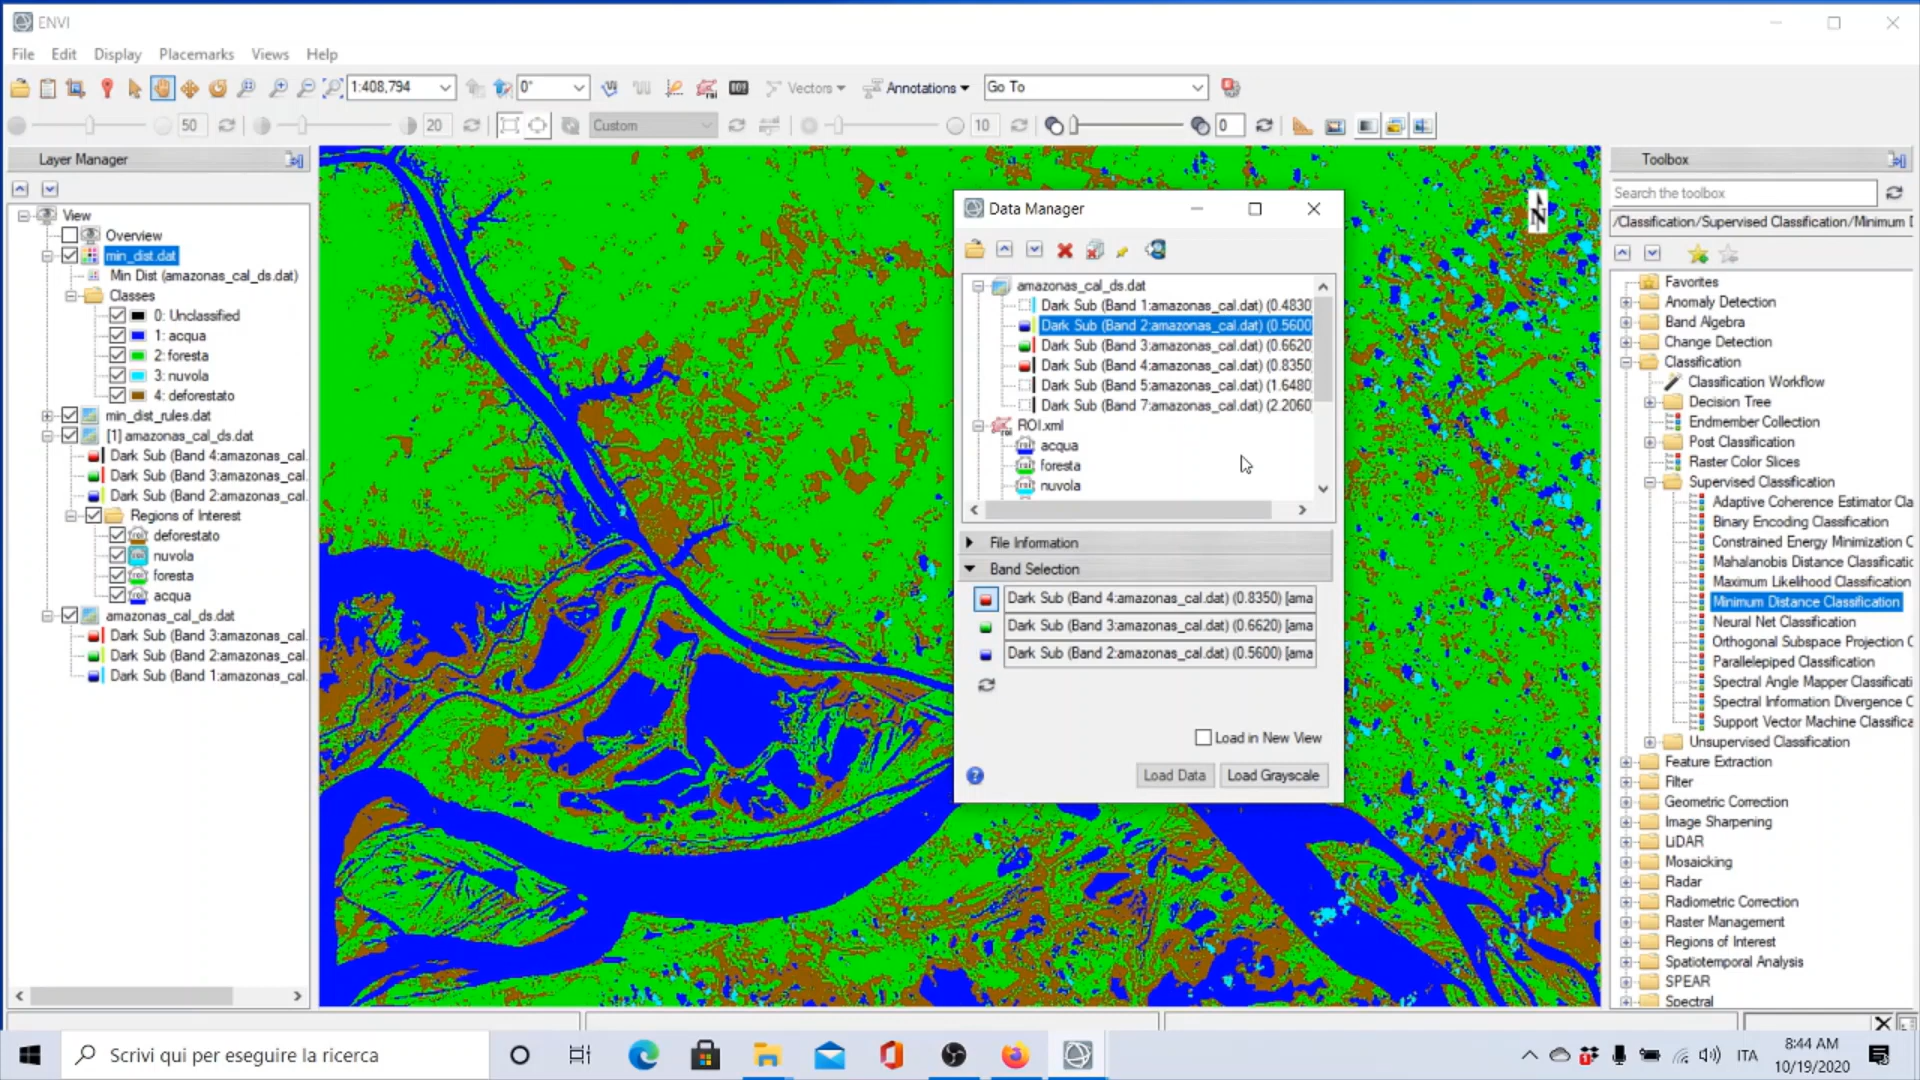 ENVI
File Edit Display Placemarks Views Help
1:408,794 0° Vectors Annotations Go To
50 20 Custom 10 0
Layer Manager
View
Overview
min_dist.dat
Min Dist (amazonas_cal_ds.dat)
Classes
0: Unclassified
1: acqua
2: foresta
3: nuvola
4: deforestato
min_dist_rules.dat
[1] amazonas_cal_ds.dat
Dark Sub (Band 4:amazonas_cal.
Dark Sub (Band 3:amazonas_cal.
Dark Sub (Band 2:amazonas_cal.
Regions of Interest
deforestato
nuvola
foresta
acqua
amazonas_cal_ds.dat
Dark Sub (Band 3:amazonas_cal.
Dark Sub (Band 2:amazonas_cal.
Dark Sub (Band 1:amazonas_cal.
N
Data Manager
amazonas_cal_ds.dat
Dark Sub (Band 1:amazonas_cal.dat) (0.4830
Dark Sub (Band 2:amazonas_cal.dat) (0.5600
Dark Sub (Band 3:amazonas_cal.dat) (0.6620
Dark Sub (Band 4:amazonas_cal.dat) (0.8350
Dark Sub (Band 5:amazonas_cal.dat) (1.6480
Dark Sub (Band 7:amazonas_cal.dat) (2.2060
ROI.xml
acqua
foresta
nuvola
File Information
Band Selection
Dark Sub (Band 4:amazonas_cal.dat) (0.8350) [ama
Dark Sub (Band 3:amazonas_cal.dat) (0.6620) [ama
Dark Sub (Band 2:amazonas_cal.dat) (0.5600) [ama
Load in New View
Load Data Load Grayscale
Toolbox
Search the toolbox
/Classification/Supervised Classification/Minimum D
Favorites
Anomaly Detection
Band Algebra
Change Detection
Classification
Classification Workflow
Decision Tree
Endmember Collection
Post Classification
Raster Color Slices
Supervised Classification
Adaptive Coherence Estimator Cla
Binary Encoding Classification
Constrained Energy Minimization C
Mahalanobis Distance Classificatio
Maximum Likelihood Classification
Minimum Distance Classification
Neural Net Classification
Orthogonal Subspace Projection C
Parallelepiped Classification
Spectral Angle Mapper Classificati
Spectral Information Divergence C
Support Vector Machine Classifica
Unsupervised Classification
Feature Extraction
Filter
Geometric Correction
Image Sharpening
LiDAR
Mosaicking
Radar
Radiometric Correction
Raster Management
Regions of Interest
Spatiotemporal Analysis
SPEAR
Spectral
Scrivi qui per eseguire la ricerca
ITA
8:44 AM
10/19/2020